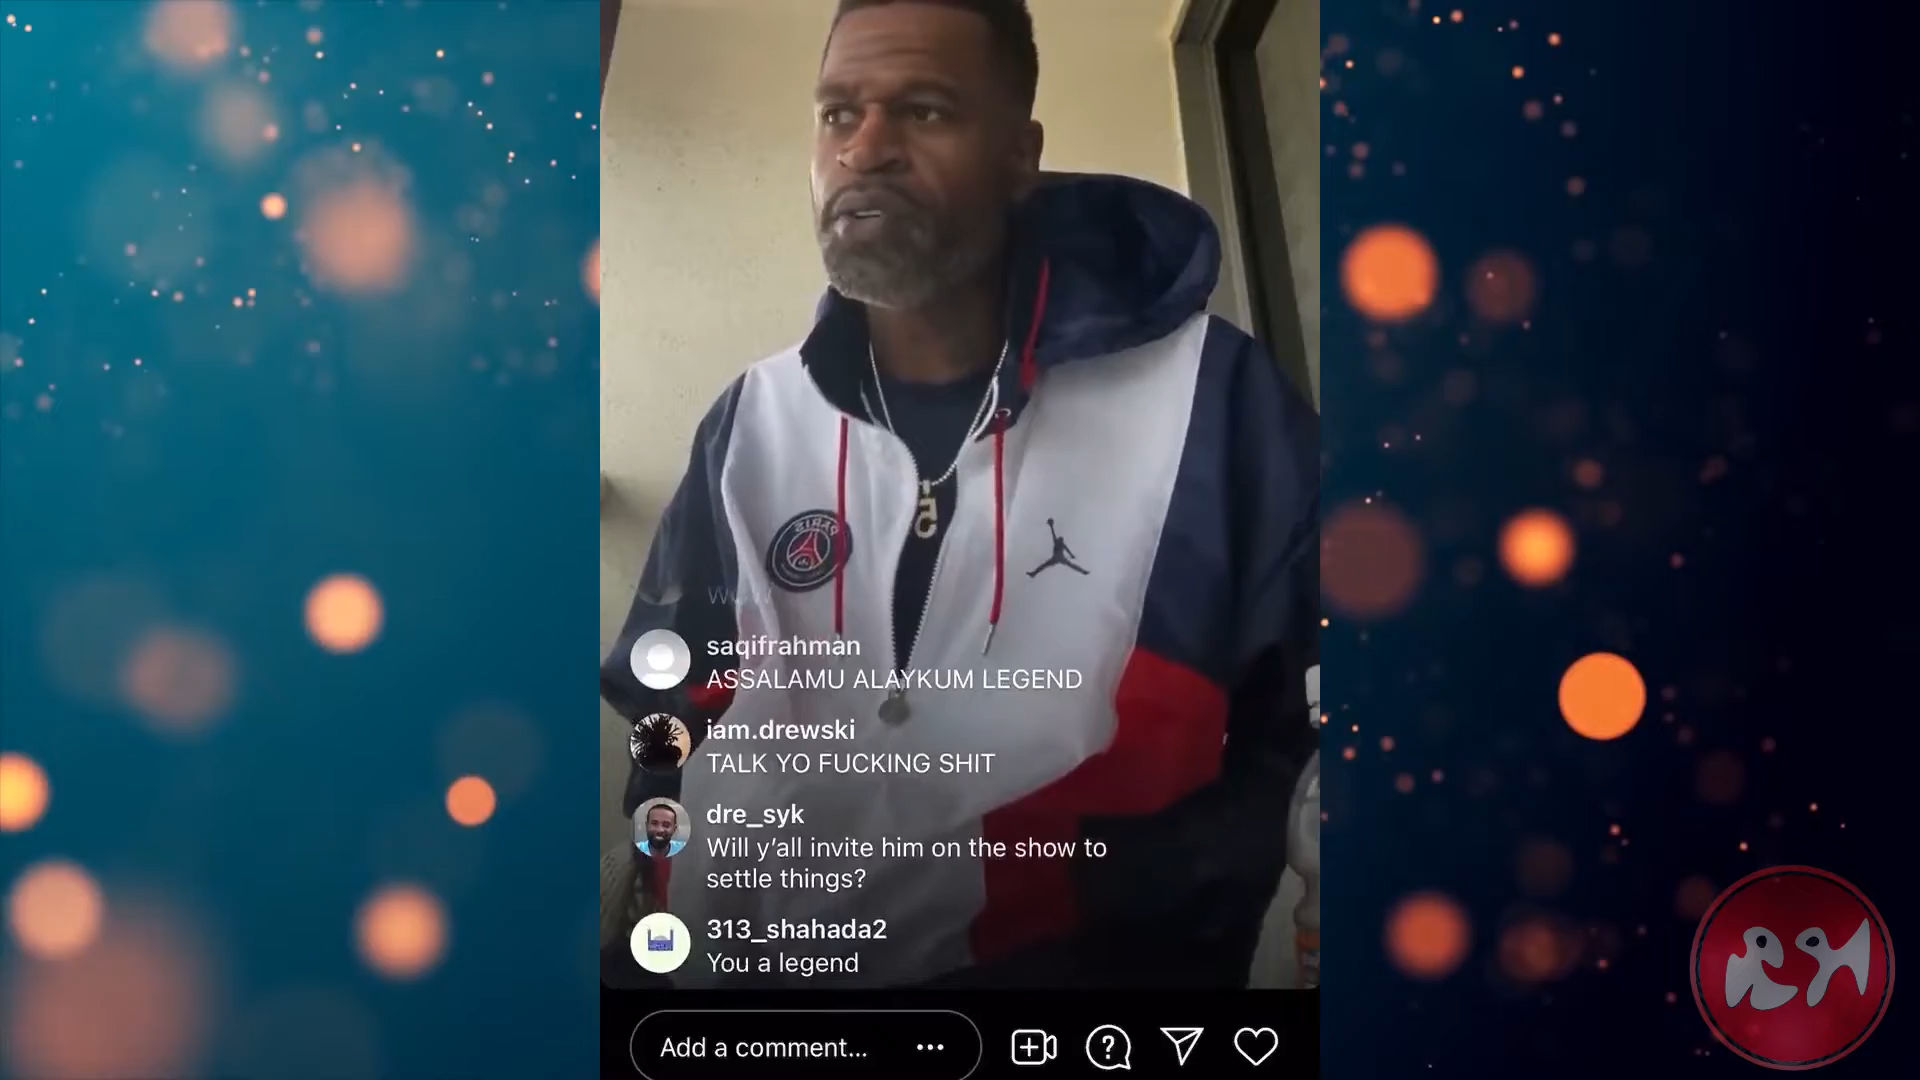 PARIS
saqifrahman
ASSALAMU ALAYKUM LEGEND
iam.drewski
TALK YO FUCKING SHIT
dre_syk
Will y'all invite him on the show to
settle things?
313_shahada2
You a legend
Add a comment...